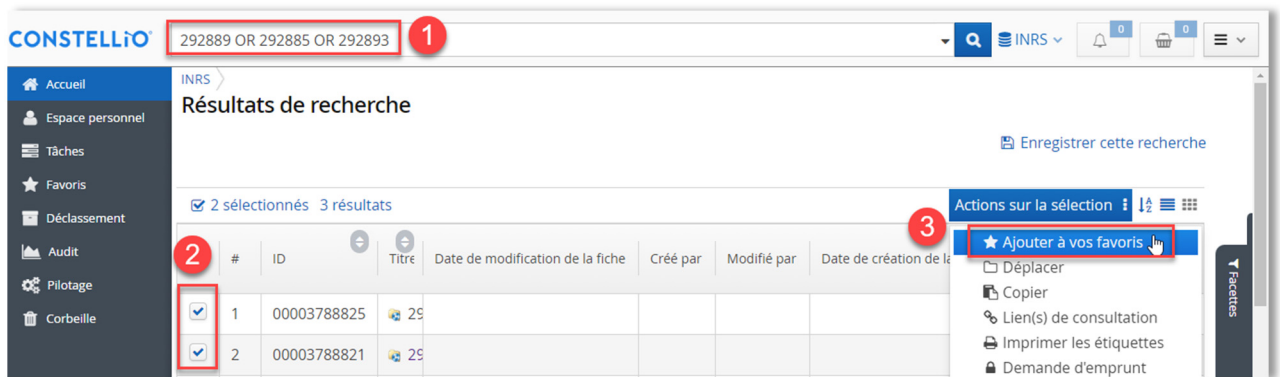 CONSTELLiO
292889 OR 292885 OR 292893
1
INRS
0
0
Accueil
Espace personnel
Tâches
Favoris
Déclassement
Audit
Pilotage
Corbeille
INRS
Résultats de recherche
Enregistrer cette recherche
2 sélectionnés 3 résultats
Actions sur la sélection
2
3
# ID Titre Date de modification de la fiche Créé par Modifié par Date de création de la
1 00003788825 29
2 00003788821 29
Ajouter à vos favoris
Déplacer
Copier
Lien(s) de consultation
Imprimer les étiquettes
Demande d'emprunt
Facettes